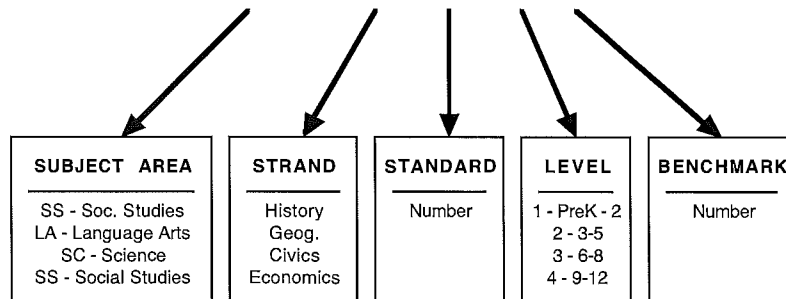 SUBJECT AREA
SS - Soc. Studies
LA - Language Arts
SC - Science
SS - Social Studies
STRAND
History
Geog.
Civics
Economics
STANDARD
Number
LEVEL
1 - PreK - 2
2 - 3-5
3 - 6-8
4 - 9-12
BENCHMARK
Number